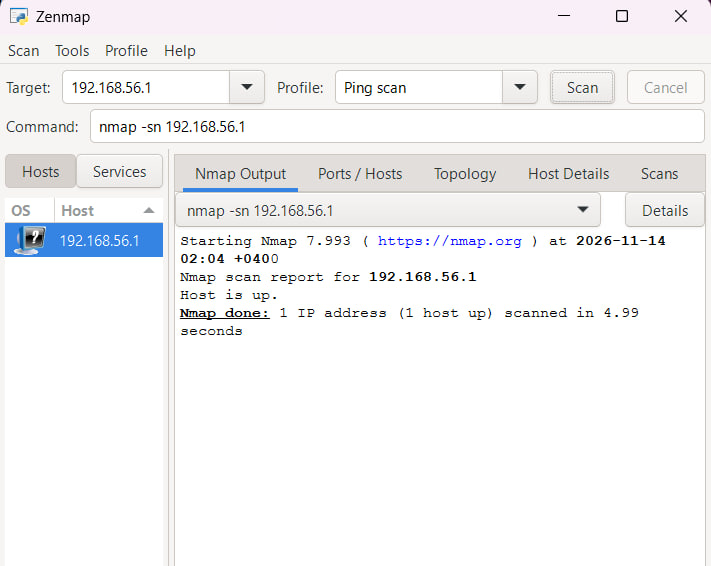 Zenmap
Scan Tools Profile Help
Target: 192.168.56.1 Profile: Ping scan Scan Cancel
Command: nmap -sn 192.168.56.1
Hosts Services
Nmap Output Ports / Hosts Topology Host Details Scans
OS Host
nmap -sn 192.168.56.1 Details
192.168.56.1
Starting Nmap 7.993 ( https://nmap.org ) at 2026-11-14
02:04 +0400
Nmap scan report for 192.168.56.1
Host is up.
Nmap done: 1 IP address (1 host up) scanned in 4.99
seconds